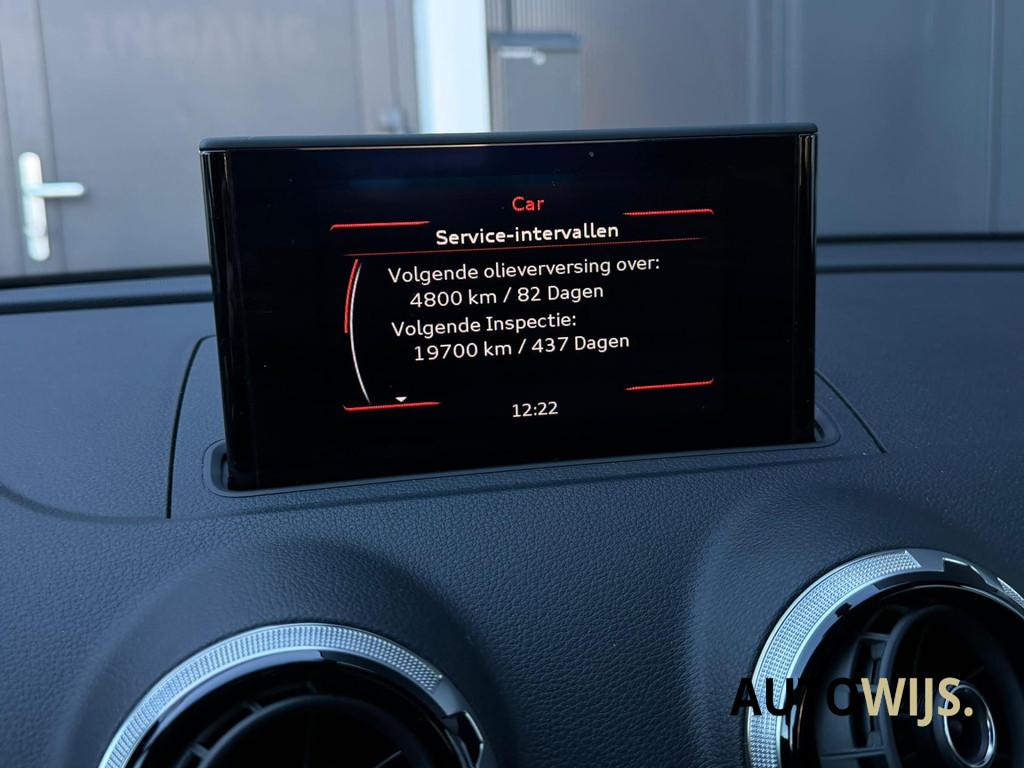 INGANG
Car
Service-intervallen
Volgende olieverversing over:
4800 km / 82 Dagen
Volgende Inspectie:
19700 km / 437 Dagen
12:22
AUTOWIJS.